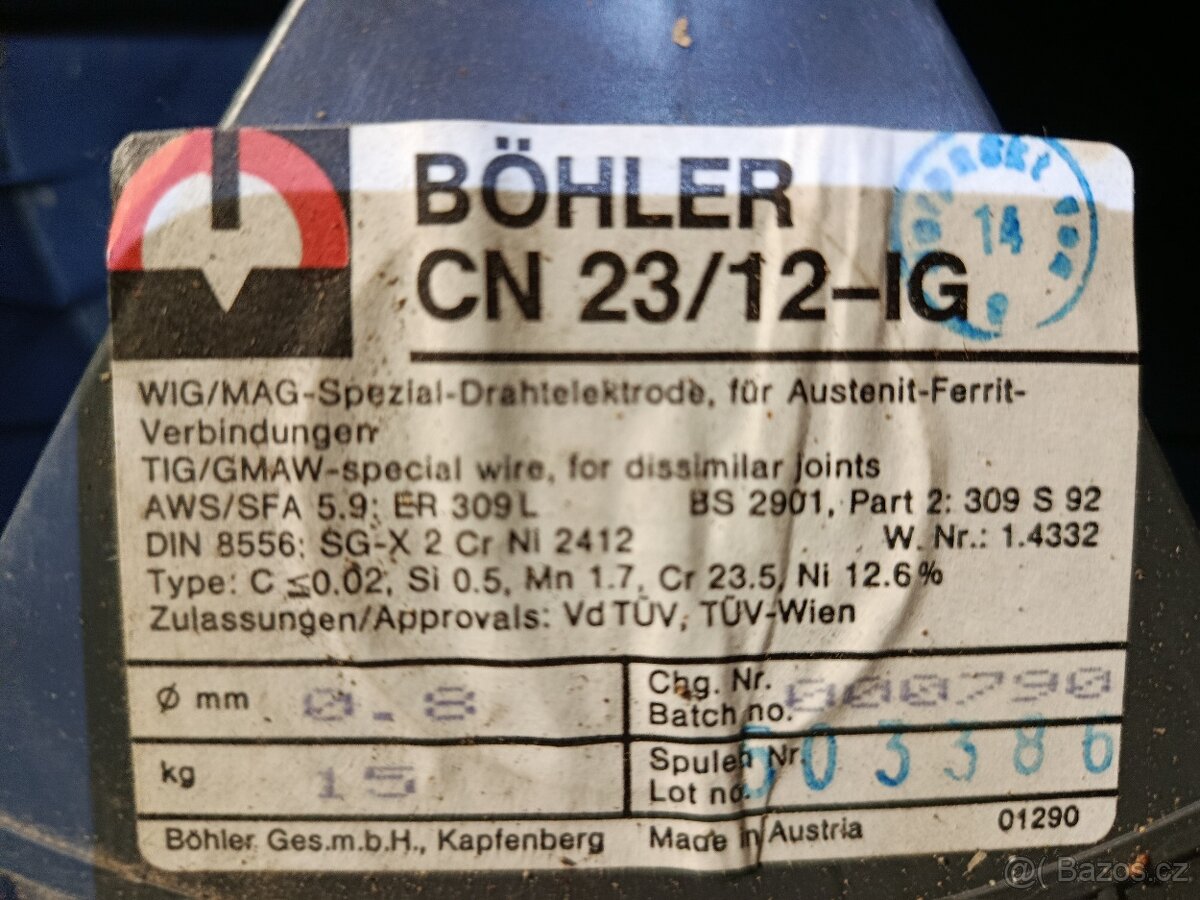 BÖHLER
CN 23/12-IG
14
WIG/MAG-Spezial-Drahtelektrode, für Austenit-Ferrit-
Verbindungen
TIG/GMAW-special wire, for dissimilar joints
AWS/SFA 5.9: ER 309 L BS 2901, Part 2: 309 S 92
DIN 8556: SG-X 2 Cr Ni 2412 W. Nr.: 1.4332
Type: C ≤0.02, Si 0.5, Mn 1.7, Cr 23.5, Ni 12.6%
Zulassungen/Approvals: VdTÜV, TÜV-Wien
Ø mm 0.8
Chg. Nr.
Batch no. 000790
kg 15
Spulen Nr.
Lot no. 503386
Böhler Ges.m.b.H., Kapfenberg Made in Austria 01290
Bazos.cz